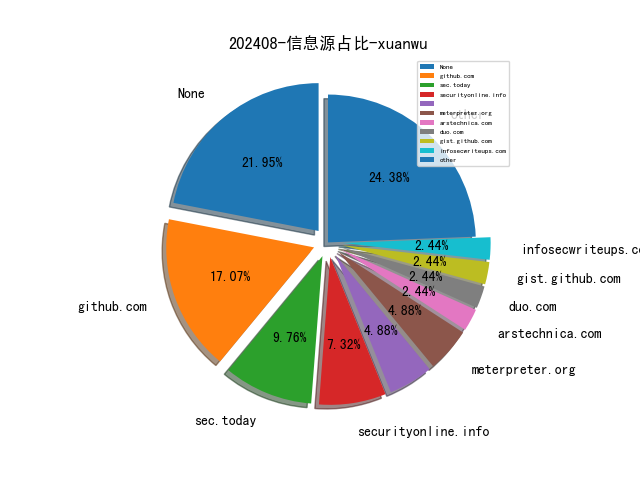 202408-信息源占比-xuanwu
None
github.com
sec.today
securityonline.info
meterpreter.org
arstechnica.com
duo.com
gist.github.com
infosecwriteups.com
other
None
21.95%
24.38%
17.07%
github.com
9.76%
sec.today
7.32%
securityonline.info
4.88%
4.88%
meterpreter.org
2.44%
arstechnica.com
2.44%
duo.com
2.44%
gist.github.com
2.44%
infosecwriteups.c